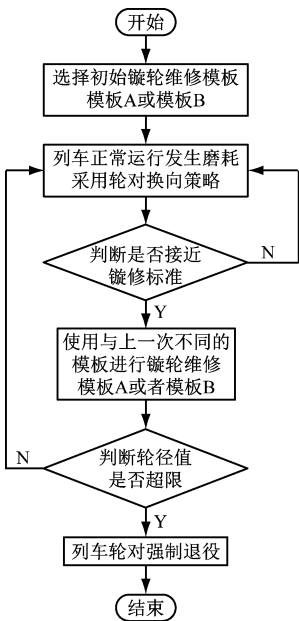 开始
选择初始镟轮维修模板
模板A或模板B
列车正常运行发生磨耗
采用轮对换向策略
判断是否接近
镟修标准
N
Y
使用与上一次不同的
模板进行镟轮维修
模板A或者模板B
判断轮径值
是否超限
N
Y
列车轮对强制退役
结束